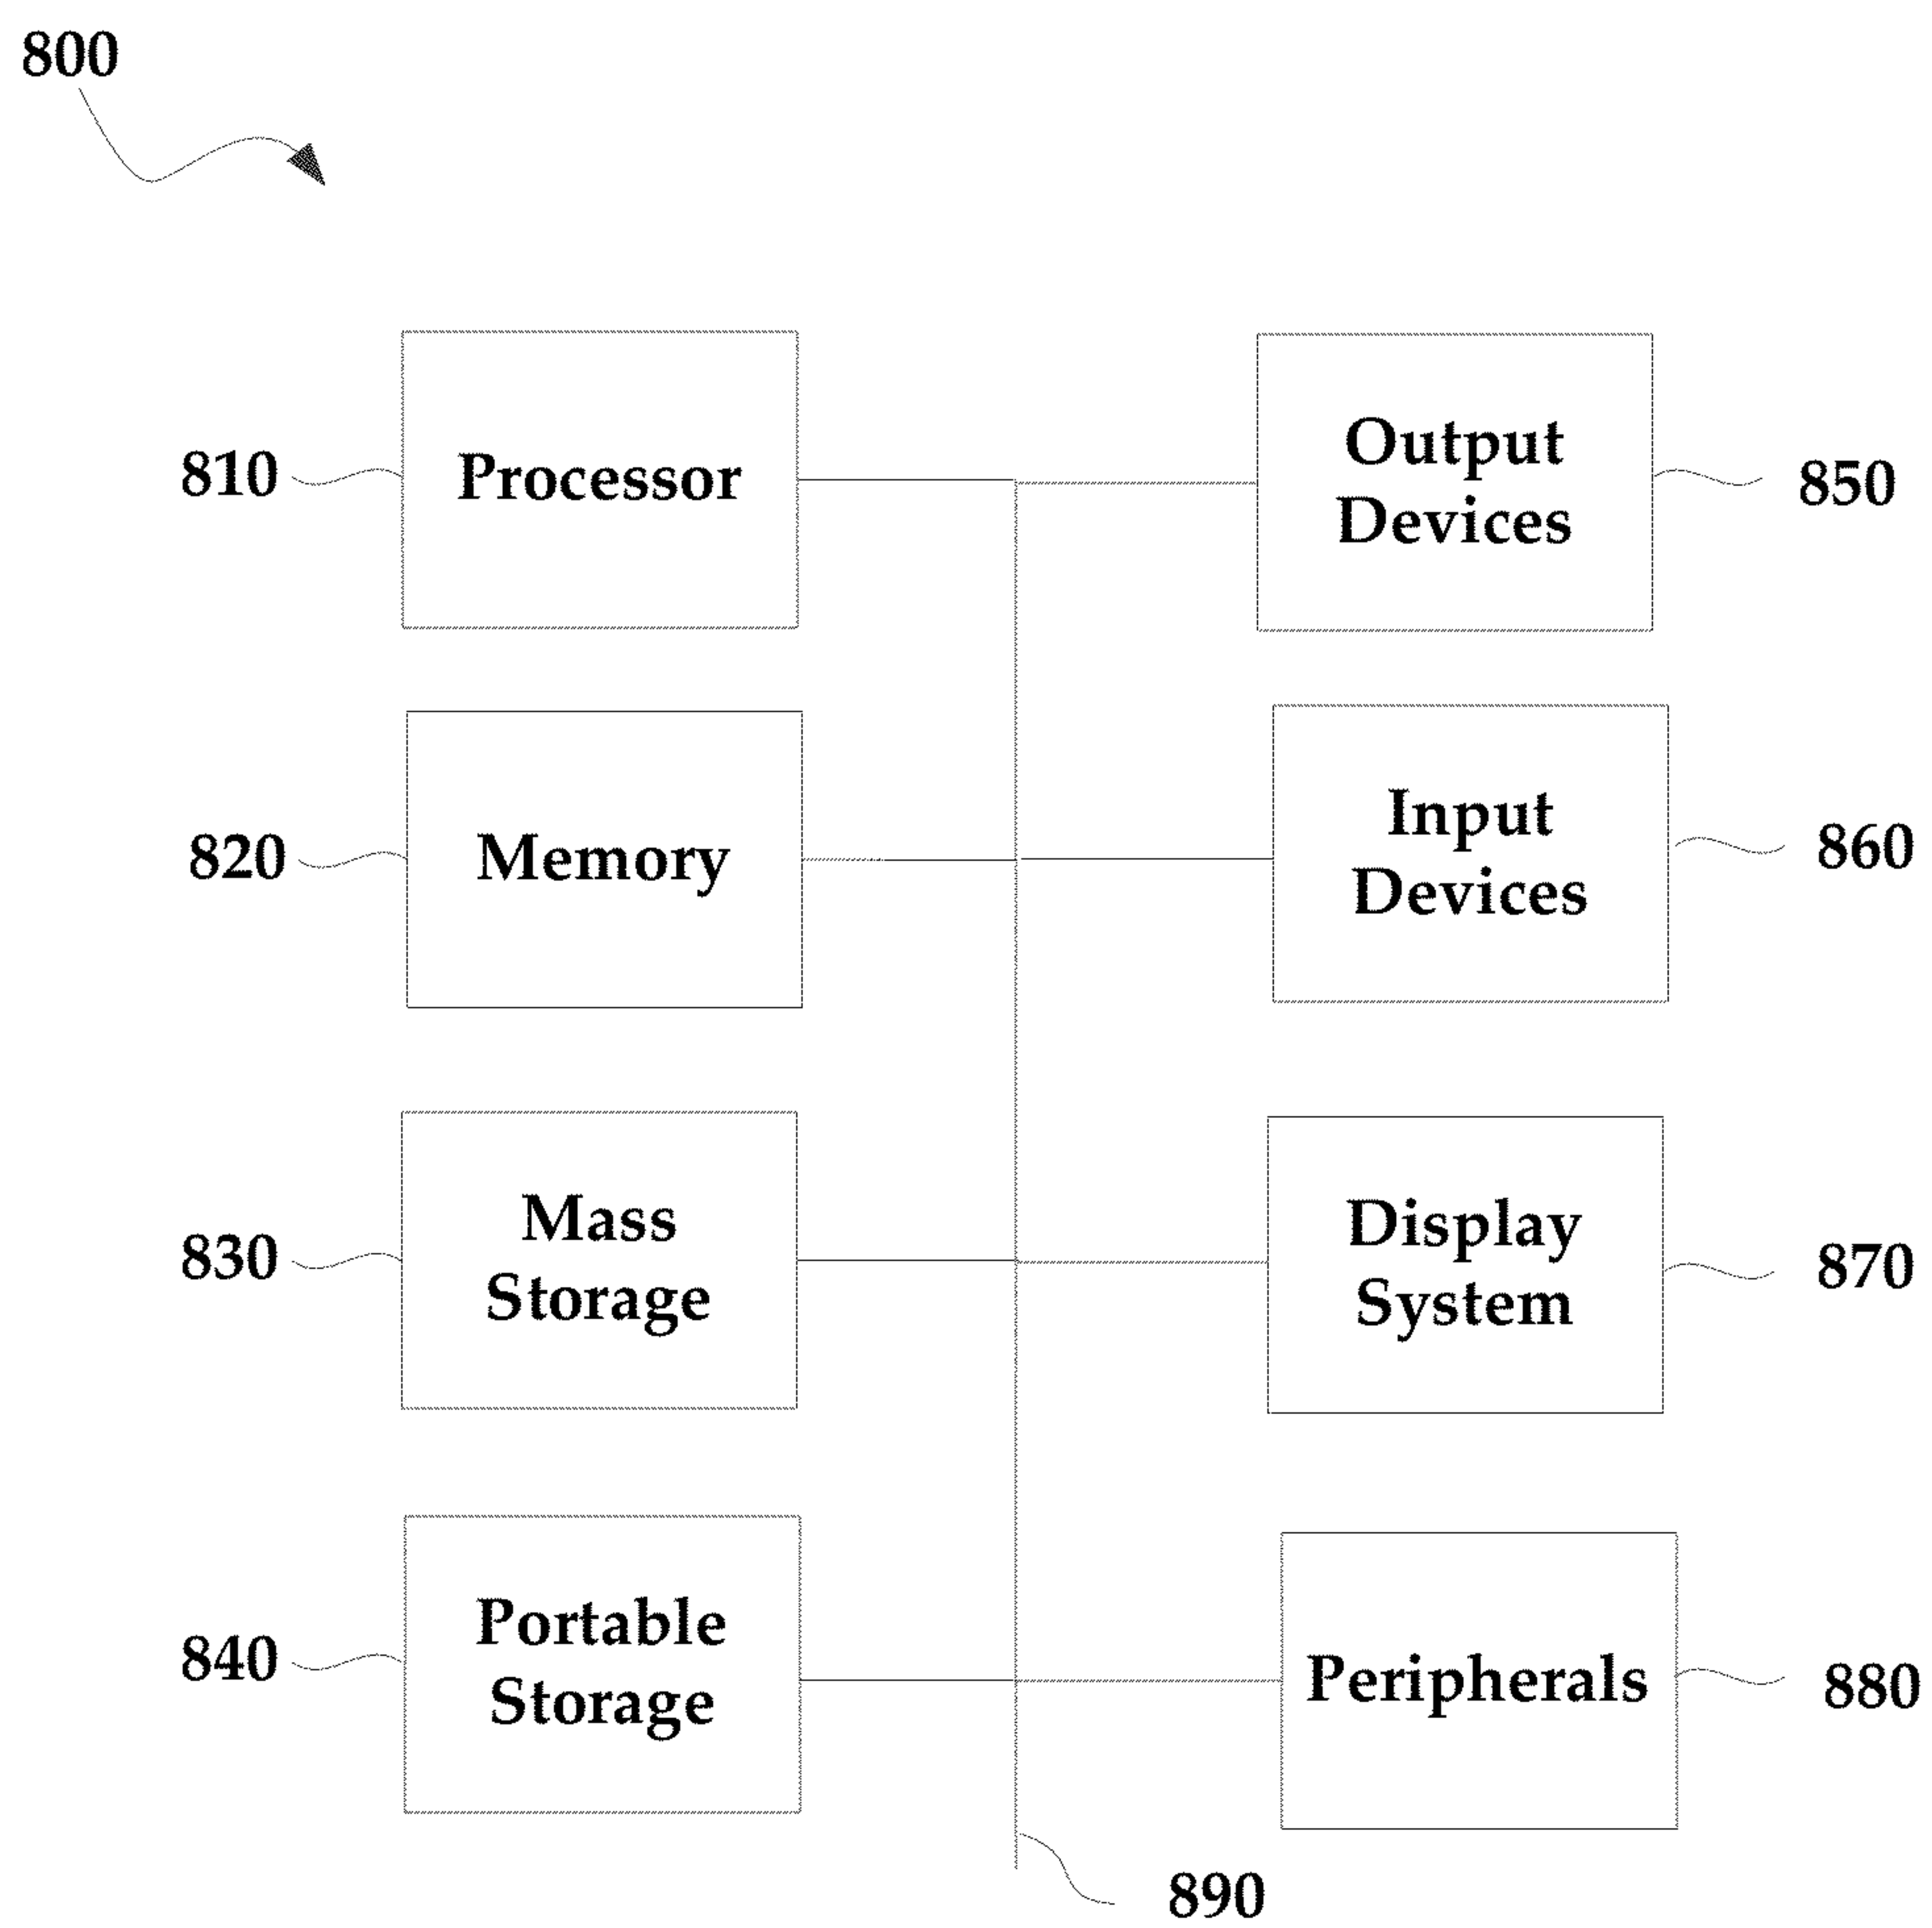 800
810
Processor
Output
Devices
850
820
Memory
Input
Devices
860
830
Mass
Storage
Display
System
870
840
Portable
Storage
Peripherals
880
890